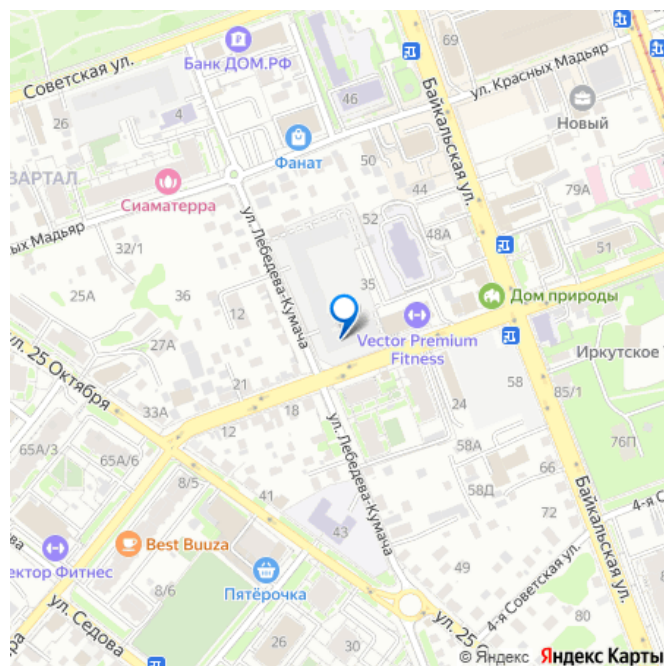 Советская ул.
Банк ДОМ.РФ
69
ул. Красных Мадьяр
Байкальская ул.
26
4
46
Новый
Фанат
50
ЗАРТАЛ
Сиаматерра
44
79А
ых Мадьяр
32/1
ул. Лебедева-Кумача
52
48А
51
25А
36
12
35
Дом природы
Vector Premium
Fitness
ул. 25 Октября
27А
Иркутское
21
58
85/1
33А
12
18
24
65А/3
65А/6
58А
76П
8/5
41
ул. Лебедева-Кумача
58Д
66
Байкальская ул.
43
72
4-я С
Best Buuza
ектор Фитнес
Пятёрочка
49
4-я Советская ул.
8/6
ул. Седова
ул. 25
80
26
30
© Яндекс Яндекс Карты